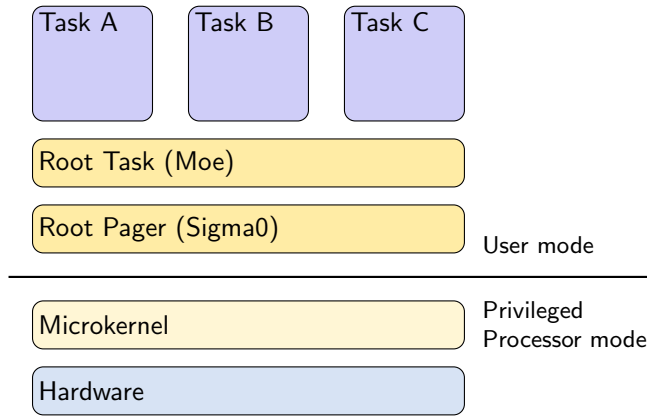 Task A
Task B
Task C
Root Task (Moe)
Root Pager (Sigma0)
User mode
Microkernel
Privileged
Processor mode
Hardware